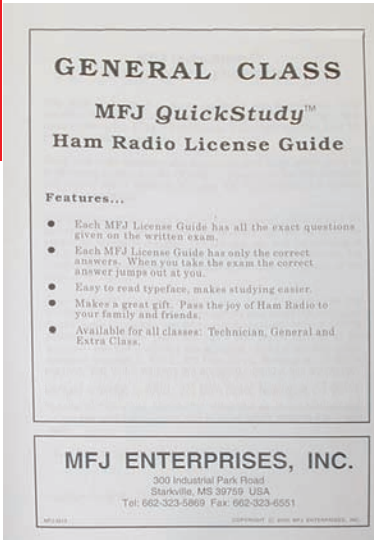 GENERAL CLASS
MFJ QuickStudy™
Ham Radio License Guide
Features...
● Each MFJ License Guide has all the exact questions
given on the written exam.
● Each MFJ License Guide has only the correct
answers. When you take the exam the correct
answer jumps out at you.
● Easy to read typeface, makes studying easier.
● Makes a great gift. Pass the joy of Ham Radio to
your family and friends.
● Available for all classes: Technician, General and
Extra Class.
MFJ ENTERPRISES, INC.
300 Industrial Park Road
Starkville, MS 39759 USA
Tel: 662-323-5869 Fax: 662-323-6551
COPYRIGHT © MFJ ENTERPRISES, INC.